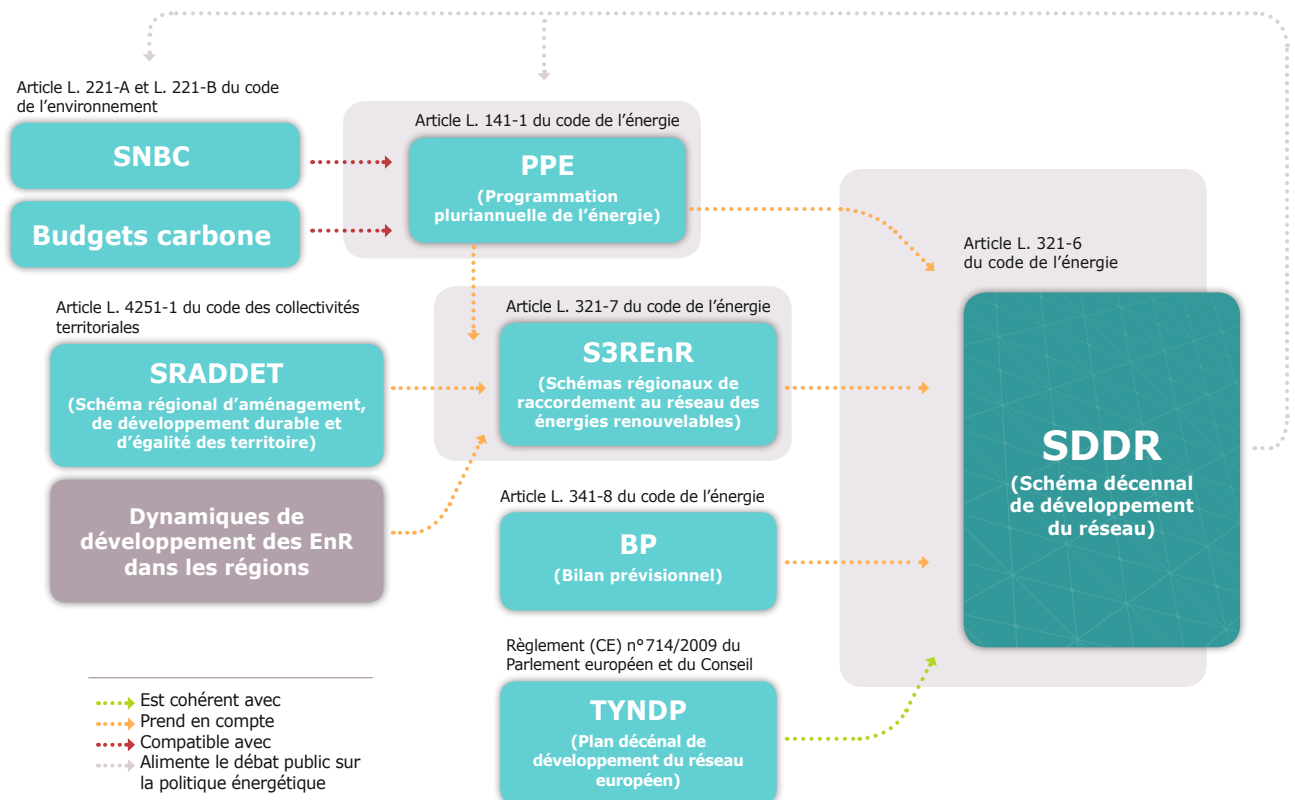 Article L. 221-A et L. 221-B du code
de l'environnement
SNBC
Budgets carbone
Article L. 141-1 du code de l'énergie
PPE
(Programmation
pluriannuelle de l'énergie)
Article L. 4251-1 du code des collectivités
territoriales
SRADDET
(Schéma régional d'aménagement,
de développement durable et
d'égalité des territoire)
Dynamiques de
développement des EnR
dans les régions
Article L. 321-7 du code de l'énergie
S3REnR
(Schémas régionaux de
raccordement au réseau des
énergies renouvelables)
Article L. 341-8 du code de l'énergie
BP
(Bilan prévisionnel)
Règlement (CE) n°714/2009 du
Parlement européen et du Conseil
TYNDP
(Plan décénal de
développement du réseau
européen)
Article L. 321-6
du code de l'énergie
SDDR
(Schéma décennal
de développement
du réseau)
Est cohérent avec
Prend en compte
Compatible avec
Alimente le débat public sur
la politique énergétique